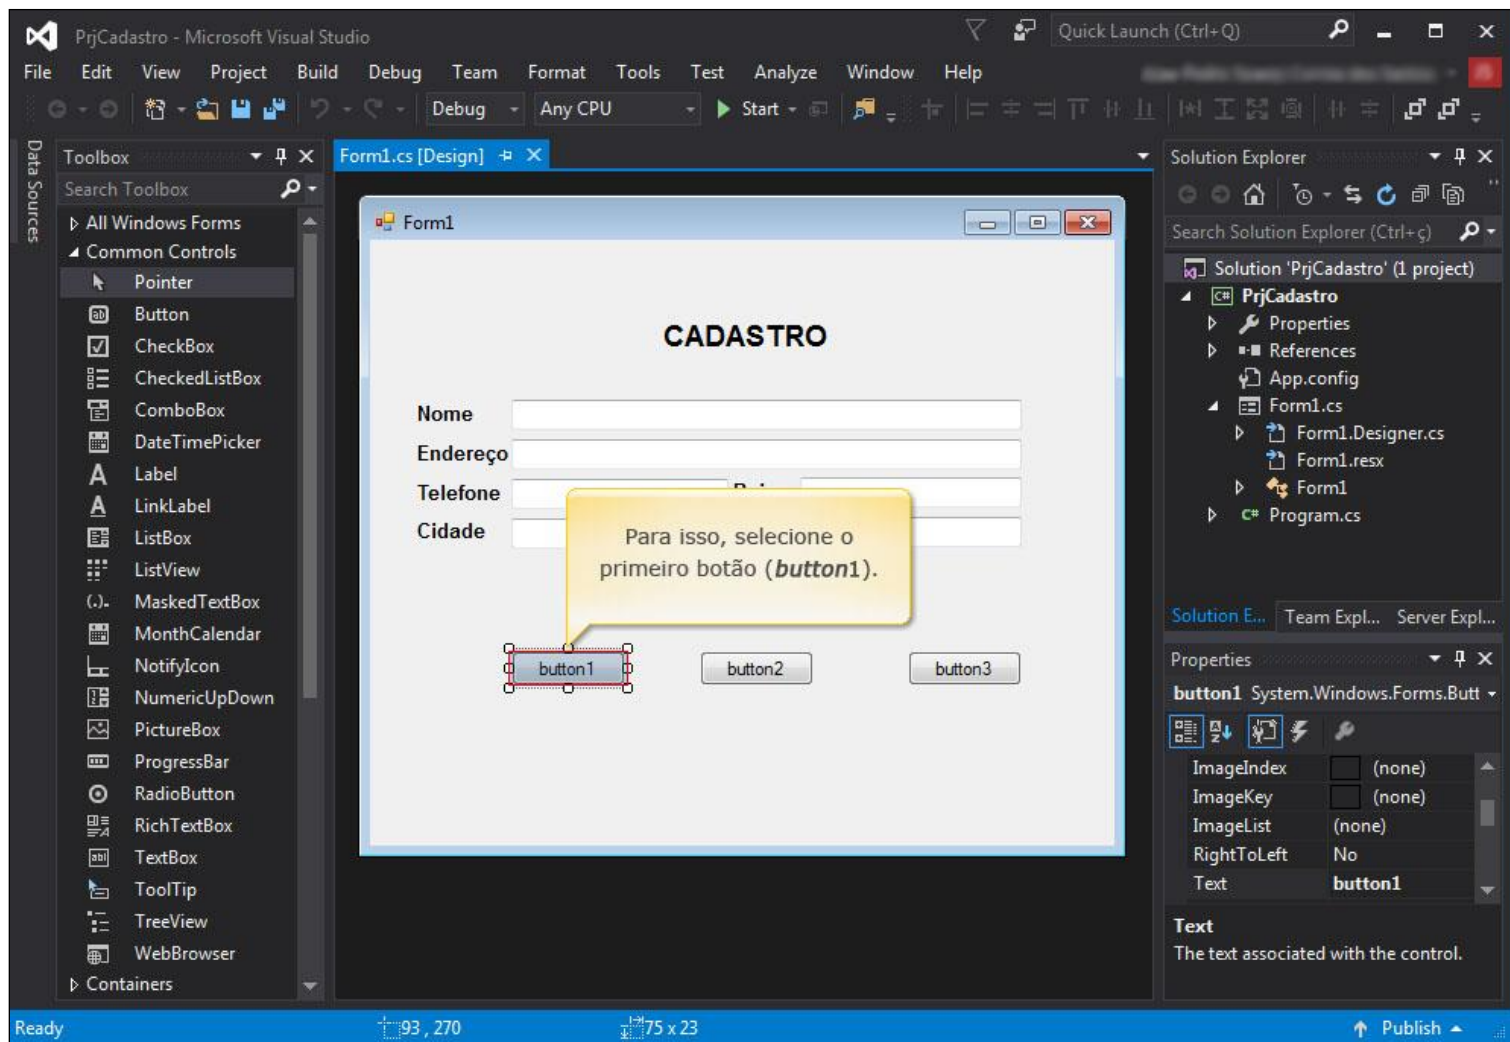 PrjCadastro - Microsoft Visual Studio
Quick Launch (Ctrl+Q)
File Edit View Project Build Debug Team Format Tools Test Analyze Window Help
Debug Any CPU Start
Data Sources
Toolbox
Search Toolbox
All Windows Forms
Common Controls
Pointer
Button
CheckBox
CheckedListBox
ComboBox
DateTimePicker
Label
LinkLabel
ListBox
ListView
MaskedTextBox
MonthCalendar
NotifyIcon
NumericUpDown
PictureBox
ProgressBar
RadioButton
RichTextBox
TextBox
ToolTip
TreeView
WebBrowser
Containers
Form1.cs [Design]
Form1
CADASTRO
Nome
Endereço
Telefone
Cidade
Para isso, selecione o
primeiro botão (button1).
button1 button2 button3
Solution Explorer
Search Solution Explorer (Ctrl+ç)
Solution 'PrjCadastro' (1 project)
PrjCadastro
Properties
References
App.config
Form1.cs
Form1.Designer.cs
Form1.resx
Form1
Program.cs
Solution E... Team Expl... Server Expl...
Properties
button1 System.Windows.Forms.Butt
ImageIndex (none)
ImageKey (none)
ImageList (none)
RightToLeft No
Text button1
Text
The text associated with the control.
Ready 93 , 270 75 x 23 Publish